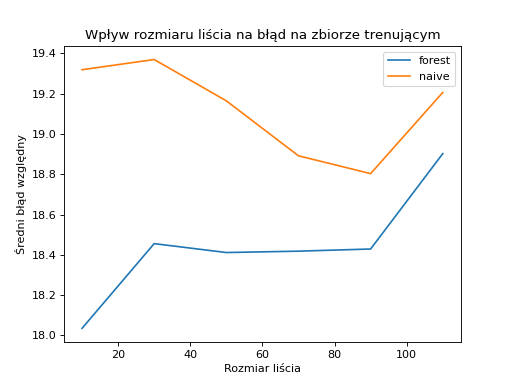 Wpływ rozmiaru liścia na błąd na zbiorze trenującym
forest
naive
Średni błąd względny
19.4
19.2
19.0
18.8
18.6
18.4
18.2
18.0
20
40
60
80
100
Rozmiar liścia